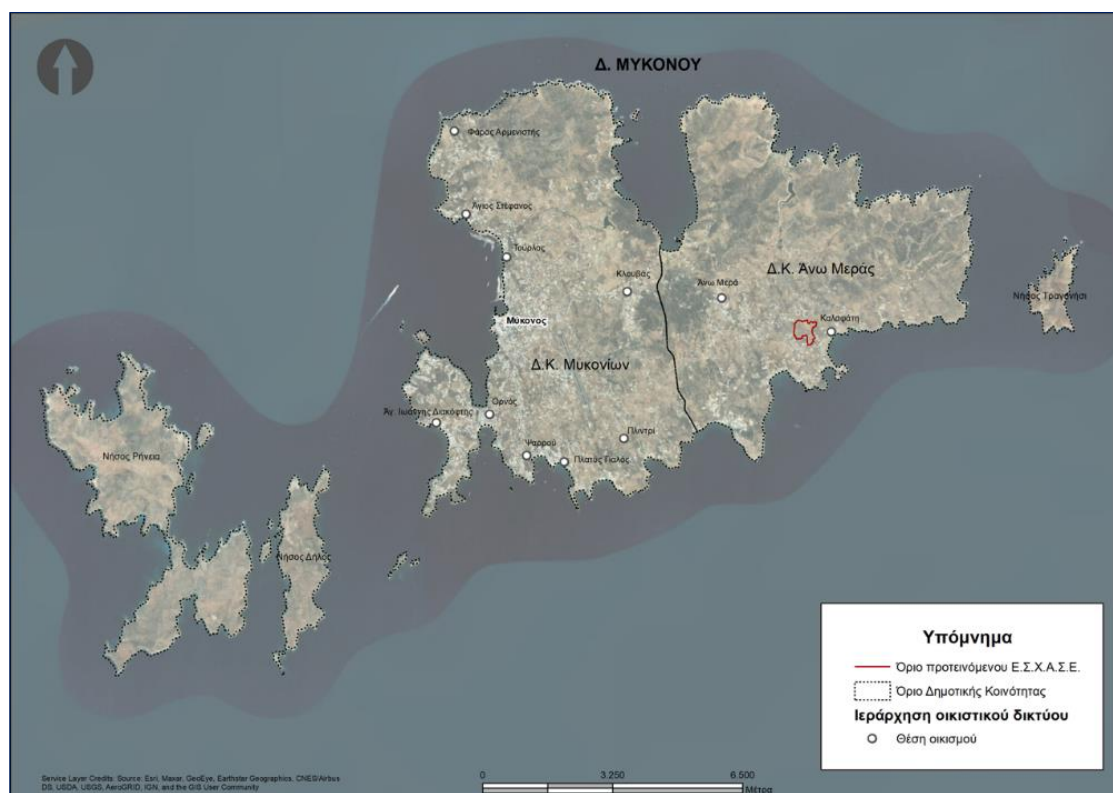 Δ. ΜΥΚΟΝΟΥ
Φάρος Αρμενιστής
Άγιος Στέφανος
Τούρλος
Κλουβάς
Άνω Μερά
Δ.Κ. Άνω Μεράς
Νήσος Τραγονήσι
Καλαφάτη
Μύκονος
Δ.Κ. Μυκονίων
Ορνός
Άγ. Ιωάννης Διακόφτης
Πλυντρί
Ψαρρού
Πλατύς Γιαλός
Νήσος Ρήνεια
Νήσος Δήλος
Υπόμνημα
Όριο προτεινόμενου Ε.Σ.Χ.Α.Σ.Ε.
Όριο Δημοτικής Κοινότητας
Ιεράρχηση οικιστικού δικτύου
Θέση οικισμού
0 3.250 6.500
Μέτρα
Service Layer Credits: Source: Esri, Maxar, GeoEye, Earthstar Geographics, CNES/Airbus
DS, USDA, USGS, AeroGRID, IGN, and the GIS User Community